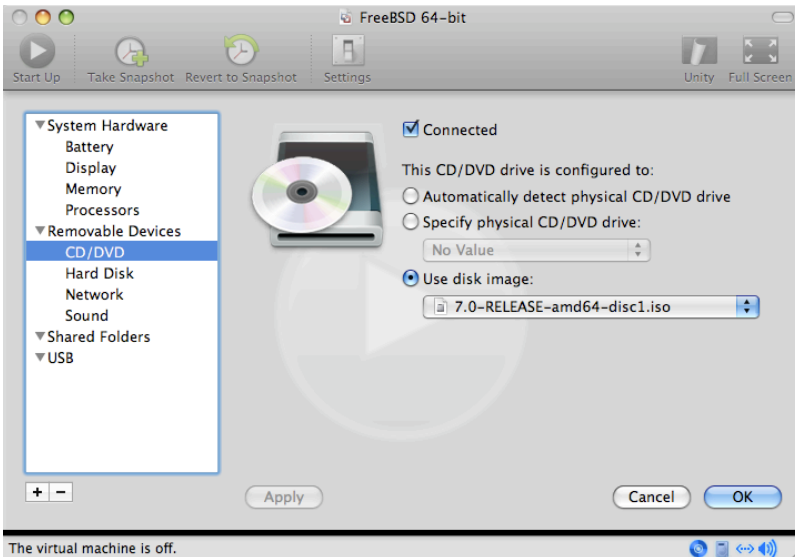 FreeBSD 64-bit
Start Up
Take Snapshot
Revert to Snapshot
Settings
Unity
Full Screen
System Hardware
Battery
Display
Memory
Processors
Removable Devices
CD/DVD
Hard Disk
Network
Sound
Shared Folders
USB
Connected
This CD/DVD drive is configured to:
Automatically detect physical CD/DVD drive
Specify physical CD/DVD drive:
No Value
Use disk image:
7.0-RELEASE-amd64-disc1.iso
+ −
Apply
Cancel
OK
The virtual machine is off.